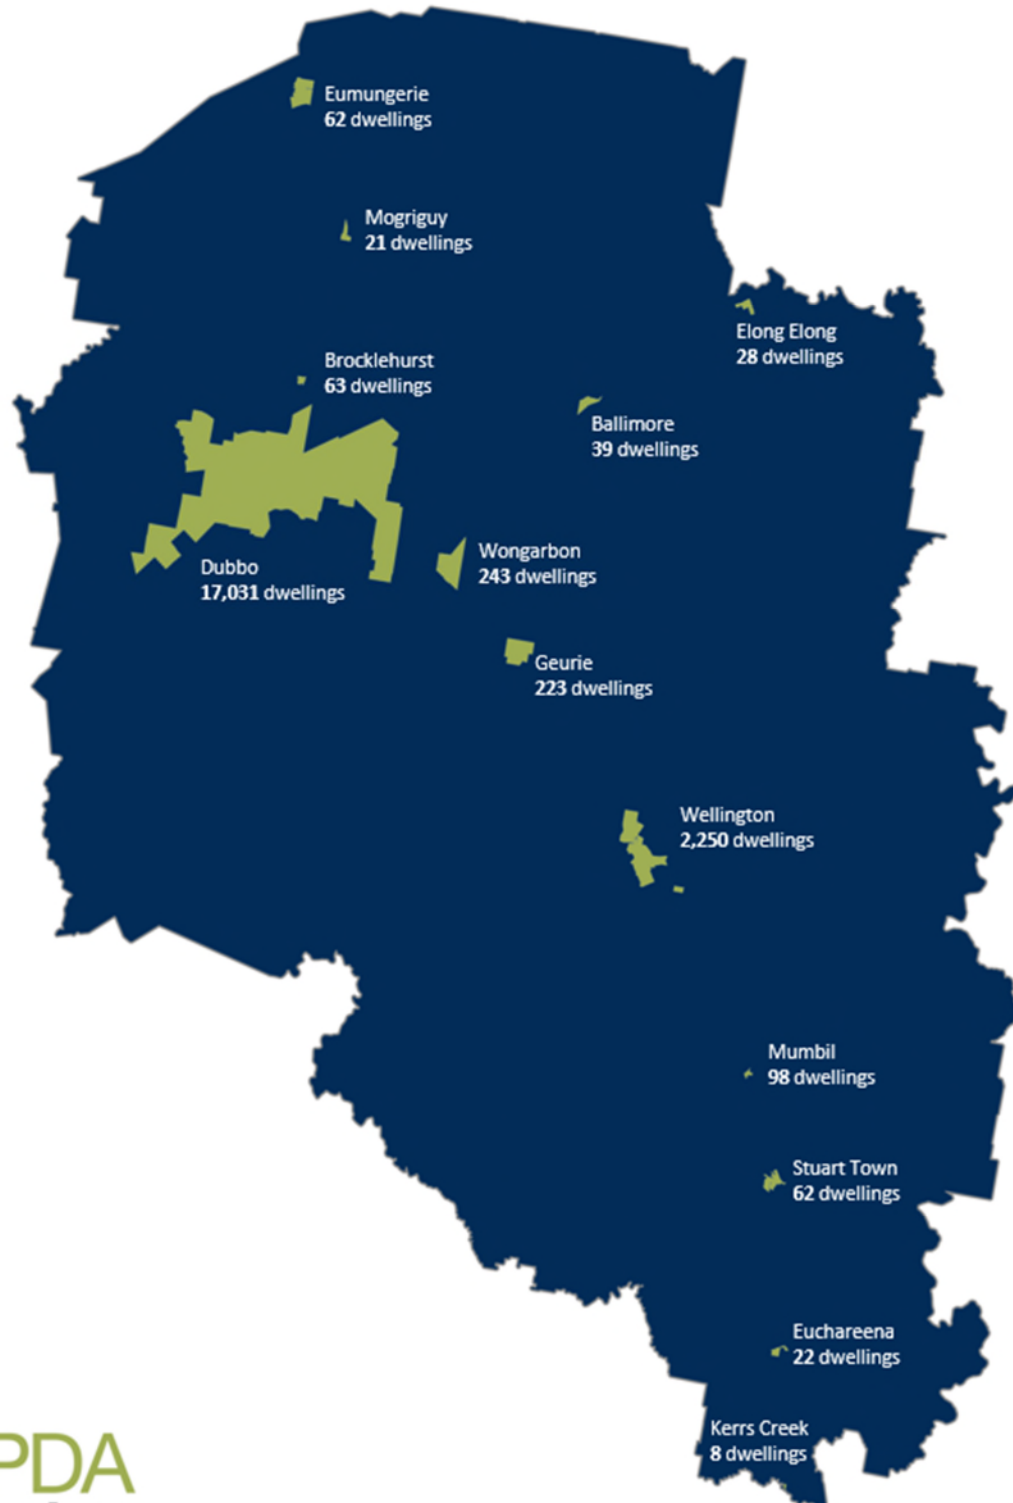 Eumungerie
62 dwellings
Mogriguy
21 dwellings
Elong Elong
28 dwellings
Brocklehurst
63 dwellings
Ballimore
39 dwellings
Wongarbon
243 dwellings
Dubbo
17,031 dwellings
Geurie
223 dwellings
Wellington
2,250 dwellings
Mumbil
98 dwellings
Stuart Town
62 dwellings
Euchareena
22 dwellings
Kerrs Creek
8 dwellings
PDA